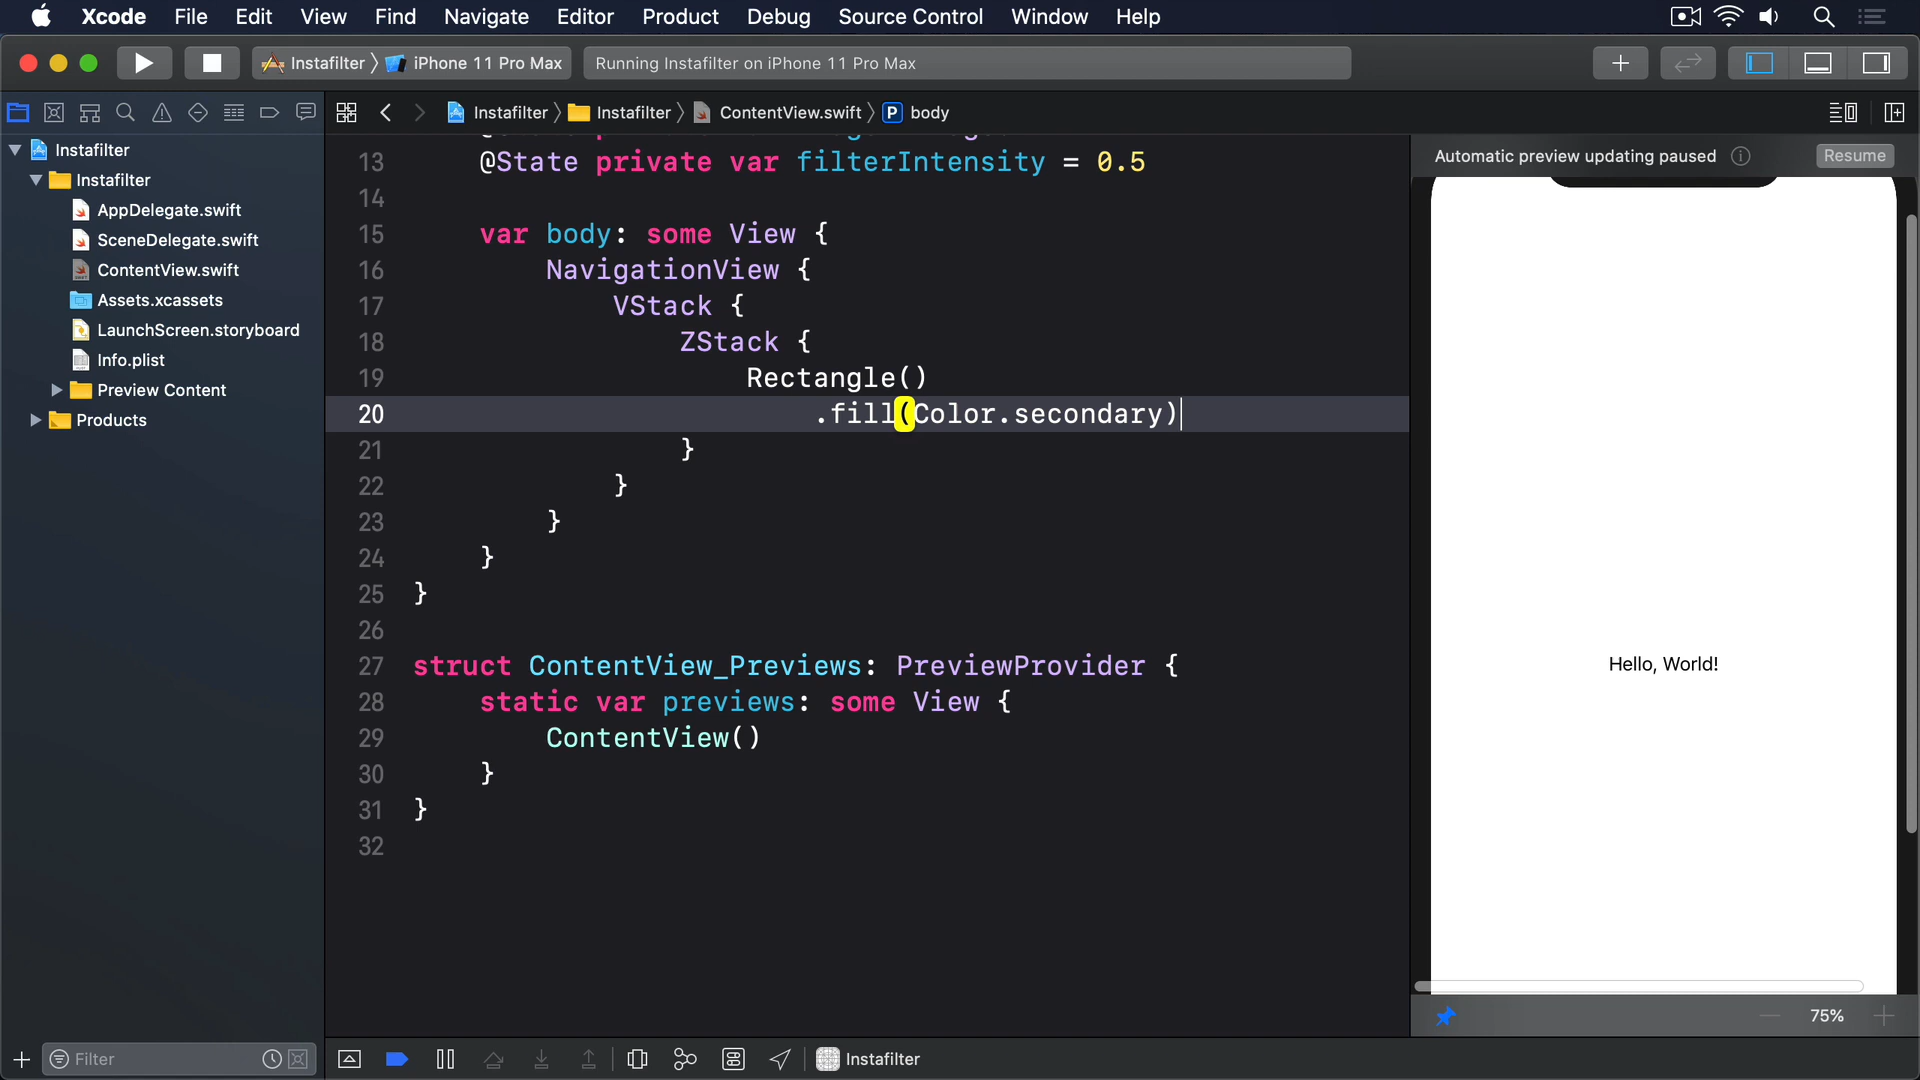 Xcode File Edit View Find Navigate Editor Product Debug Source Control Window Help
Instafilter iPhone 11 Pro Max Running Instafilter on iPhone 11 Pro Max
Instafilter Instafilter ContentView.swift P body
Instafilter
Instafilter
AppDelegate.swift
SceneDelegate.swift
ContentView.swift
Assets.xcassets
LaunchScreen.storyboard
Info.plist
Preview Content
Products
Filter
13 @State private var filterIntensity = 0.5
14
15 var body: some View {
16 NavigationView {
17 VStack {
18 ZStack {
19 Rectangle()
20 .fill(Color.secondary)
21 }
22 }
23 }
24 }
25 }
26
27 struct ContentView_Previews: PreviewProvider {
28 static var previews: some View {
29 ContentView()
30 }
31 }
32
Instafilter
Automatic preview updating paused Resume
Hello, World!
75%